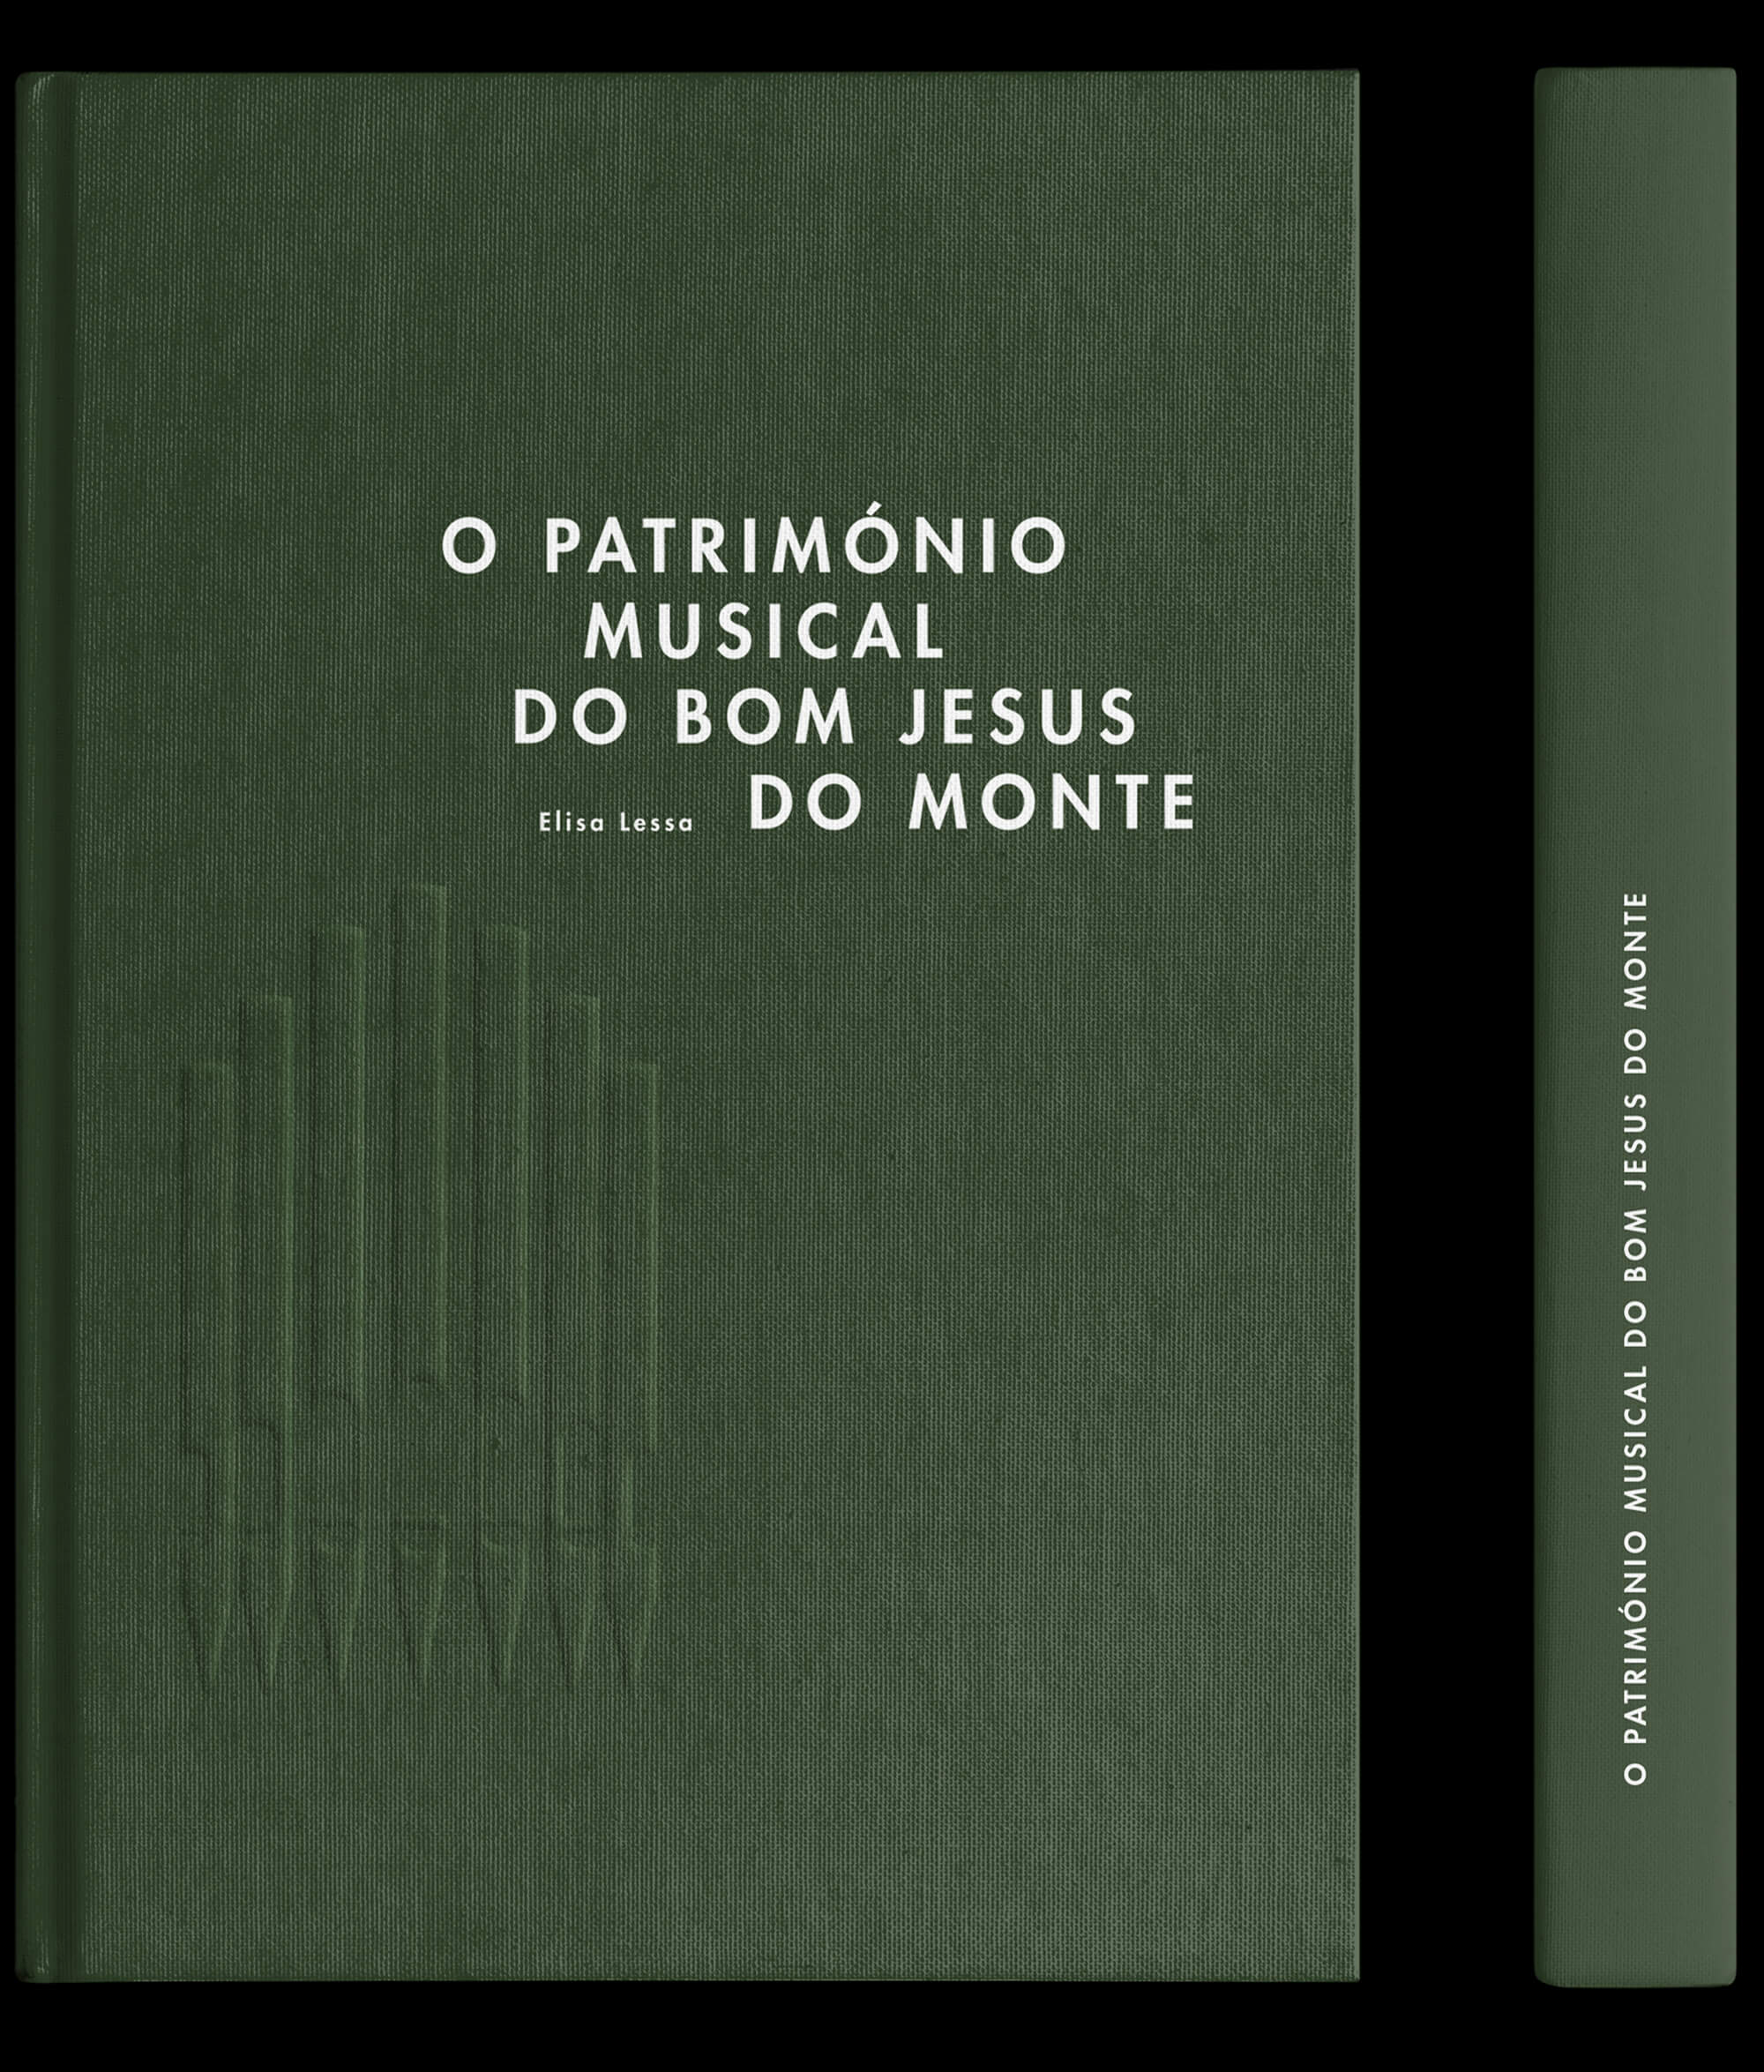 O PATRIMÓNIO
MUSICAL
DO BOM JESUS
DO MONTE
Elisa Lessa
O PATRIMÓNIO MUSICAL DO BOM JESUS DO MONTE